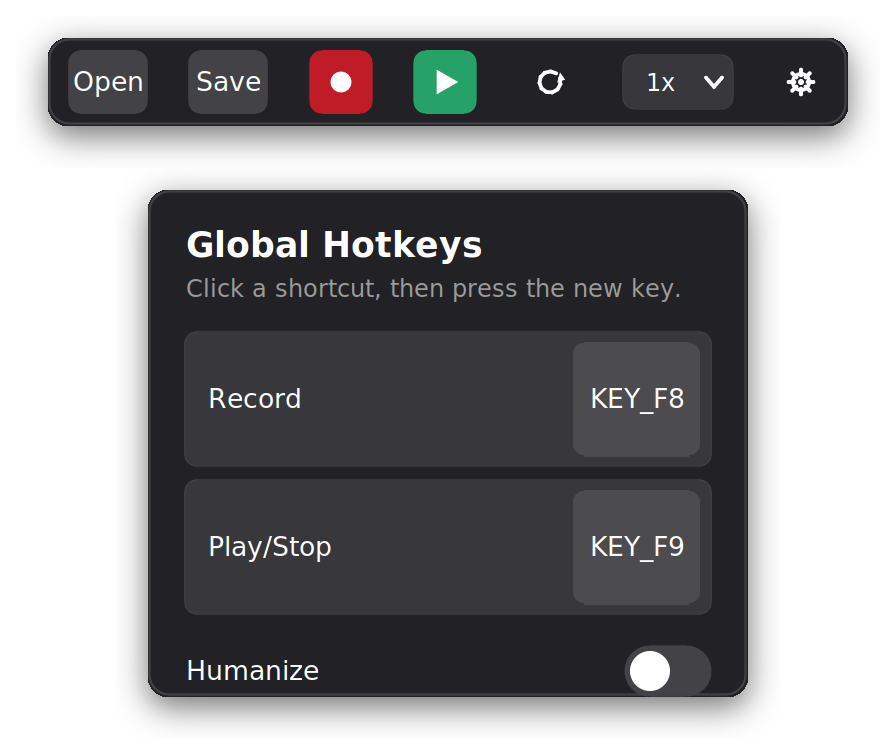 Open Save 1x
Global Hotkeys
Click a shortcut, then press the new key.
Record KEY_F8
Play/Stop KEY_F9
Humanize